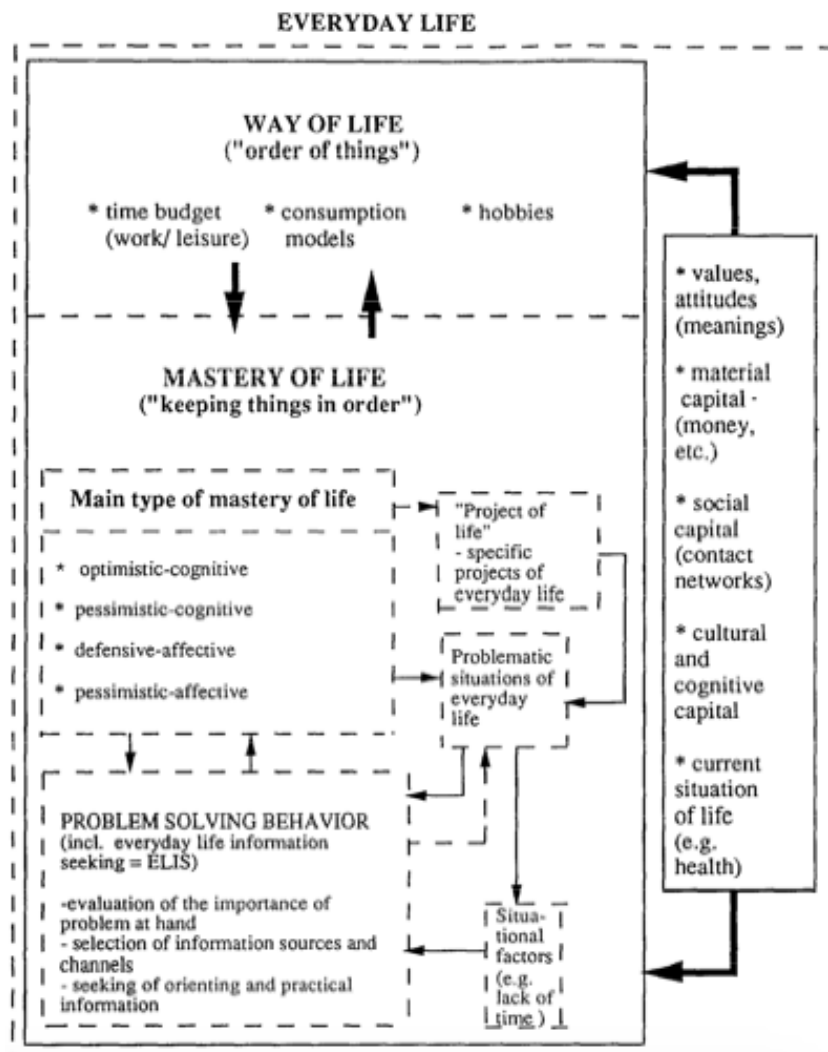 EVERYDAY LIFE
WAY OF LIFE
("order of things")
* time budget
(work/ leisure)
* consumption
models
* hobbies
MASTERY OF LIFE
("keeping things in order")
Main type of mastery of life
* optimistic-cognitive
* pessimistic-cognitive
* defensive-affective
* pessimistic-affective
"Project of
life"
- specific
projects of
everyday life
Problematic
situations of
everyday
life
PROBLEM SOLVING BEHAVIOR
(incl. everyday life information
seeking = ELIS)
-evaluation of the importance of
problem at hand
- selection of information sources and
channels
- seeking of orienting and practical
information
Situa-
tional
factors
(e.g.
lack of
time )
* values,
attitudes
(meanings)
* material
capital -
(money,
etc.)
* social
capital
(contact
networks)
* cultural
and
cognitive
capital
* current
situation
of life
(e.g.
health)